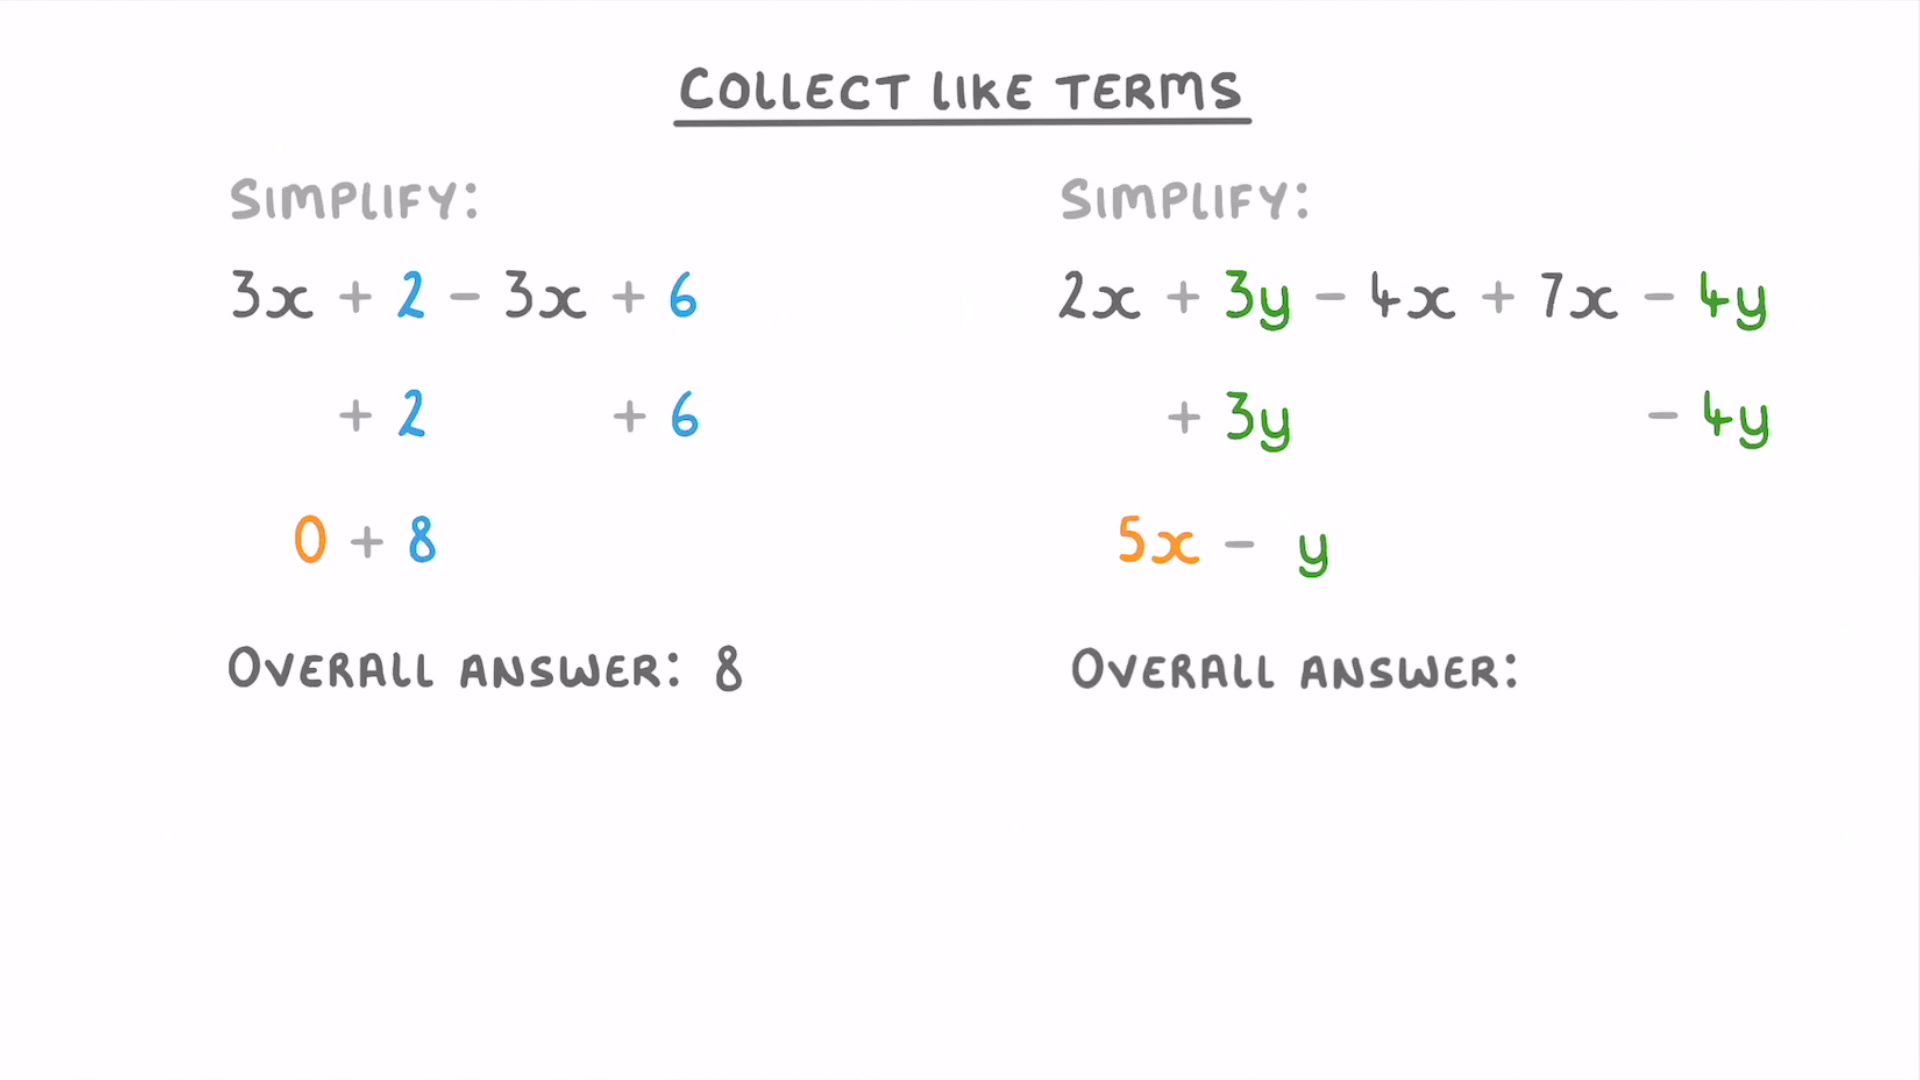 COLLECT LIKE TERMS
SIMPLIFY:
3x + 2 - 3x + 6
+ 2 + 6
0 + 8
OVERALL ANSWER: 8
SIMPLIFY:
2x + 3y - 4x + 7x - 4y
+ 3y - 4y
5x - y
OVERALL ANSWER: